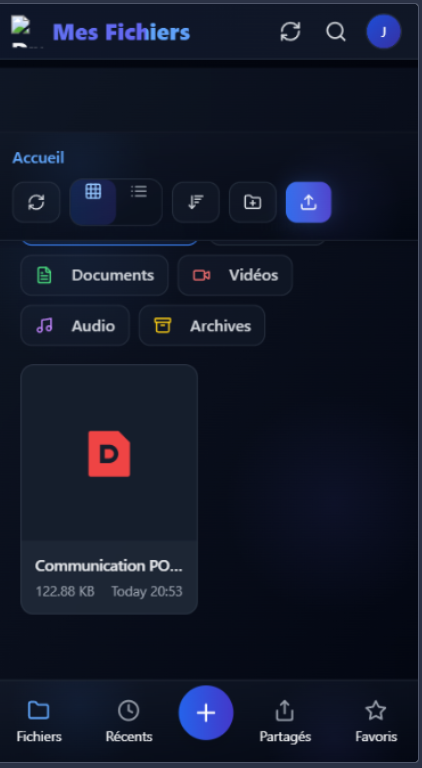 Mes Fichiers
J
Accueil
Documents
Vidéos
Audio
Archives
D
Communication PO...
122.88 KB Today 20:53
Fichiers
Récents
Partagés
Favoris